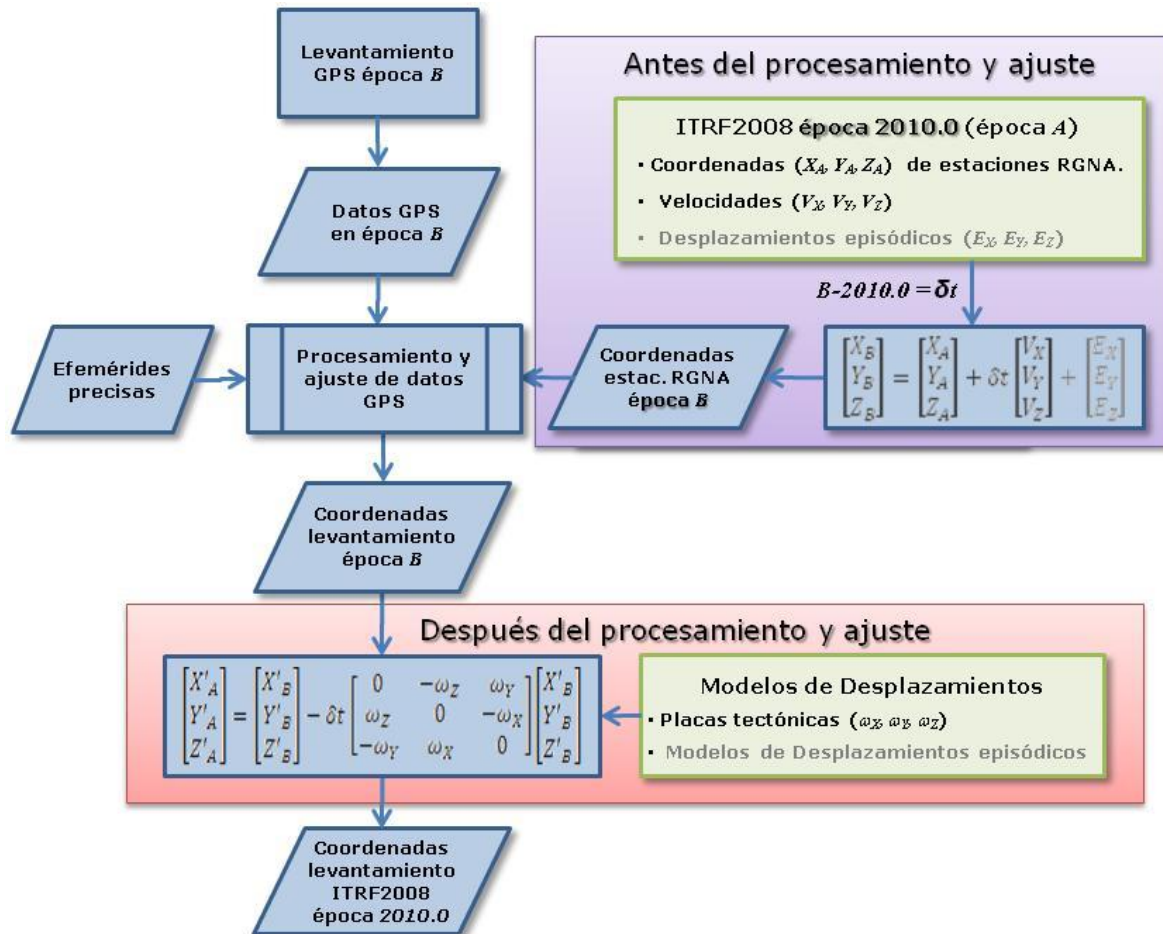 Levantamiento
GPS época B
Datos GPS
en época B
Antes del procesamiento y ajuste
ITRF2008 época 2010.0 (época A)
· Coordenadas (X_A, Y_A, Z_A) de estaciones RGNA.
· Velocidades (V_X, V_Y, V_Z)
· Desplazamientos episódicos (E_X, E_Y, E_Z)
B-2010.0 = δt
Efemérides
precisas
Procesamiento y
ajuste de datos
GPS
Coordenadas
estac. RGNA
época B
[X_B] = [X_A] + δt [V_X] + [E_X]
[Y_B] = [Y_A] + δt [V_Y] + [E_Y]
[Z_B] = [Z_A] + δt [V_Z] + [E_Z]
Coordenadas
levantamiento
época B
Después del procesamiento y ajuste
[X'_A] = [X'_B] - δt [0 -ω_Z ω_Y] [X'_B]
[Y'_A] = [Y'_B] - δt [ω_Z 0 -ω_X] [Y'_B]
[Z'_A] = [Z'_B] - δt [-ω_Y ω_X 0] [Z'_B]
Modelos de Desplazamientos
· Placas tectónicas (ω_X, ω_Y, ω_Z)
· Modelos de Desplazamientos episódicos
Coordenadas
levantamiento
ITRF2008
época 2010.0